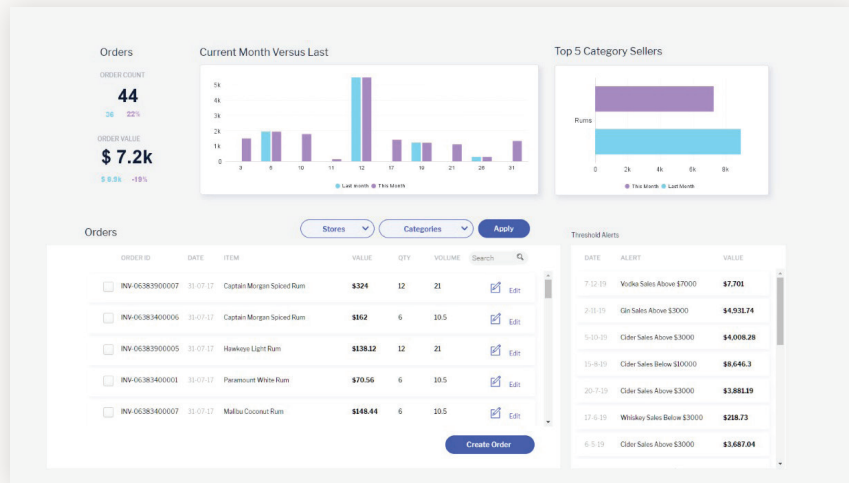 Orders
ORDER COUNT
44
36 22%
ORDER VALUE
$ 7.2k
$ 8.9k -19%
Current Month Versus Last
5k
4k
3k
2k
1k
0
3 6 10 11 12 17 19 21 28 31
Last month This Month
Top 5 Category Sellers
Rums
0 2k 4k 6k 8k
This Month Last Month
Orders
Stores Categories Apply
ORDER ID DATE ITEM VALUE QTY VOLUME Search
INV-06383900007 31-07-17 Captain Morgan Spiced Rum $324 12 21 Edit
INV-06383400006 31-07-17 Captain Morgan Spiced Rum $162 6 10.5 Edit
INV-06383900005 31-07-17 Hawkeye Light Rum $138.12 12 21 Edit
INV-06383400001 31-07-17 Paramount White Rum $70.56 6 10.5 Edit
INV-06383400007 31-07-17 Malibu Coconut Rum $148.44 6 10.5 Edit
Create Order
Threshold Alerts
DATE ALERT VALUE
7-12-19 Vodka Sales Above $7000 $7,701
2-11-19 Gin Sales Above $3000 $4,931.74
5-10-19 Cider Sales Above $3000 $4,008.28
15-8-19 Cider Sales Below $10000 $8,646.3
20-7-19 Cider Sales Above $3000 $3,881.19
17-6-19 Whiskey Sales Below $3000 $218.73
6-5-19 Cider Sales Above $3000 $3,687.04